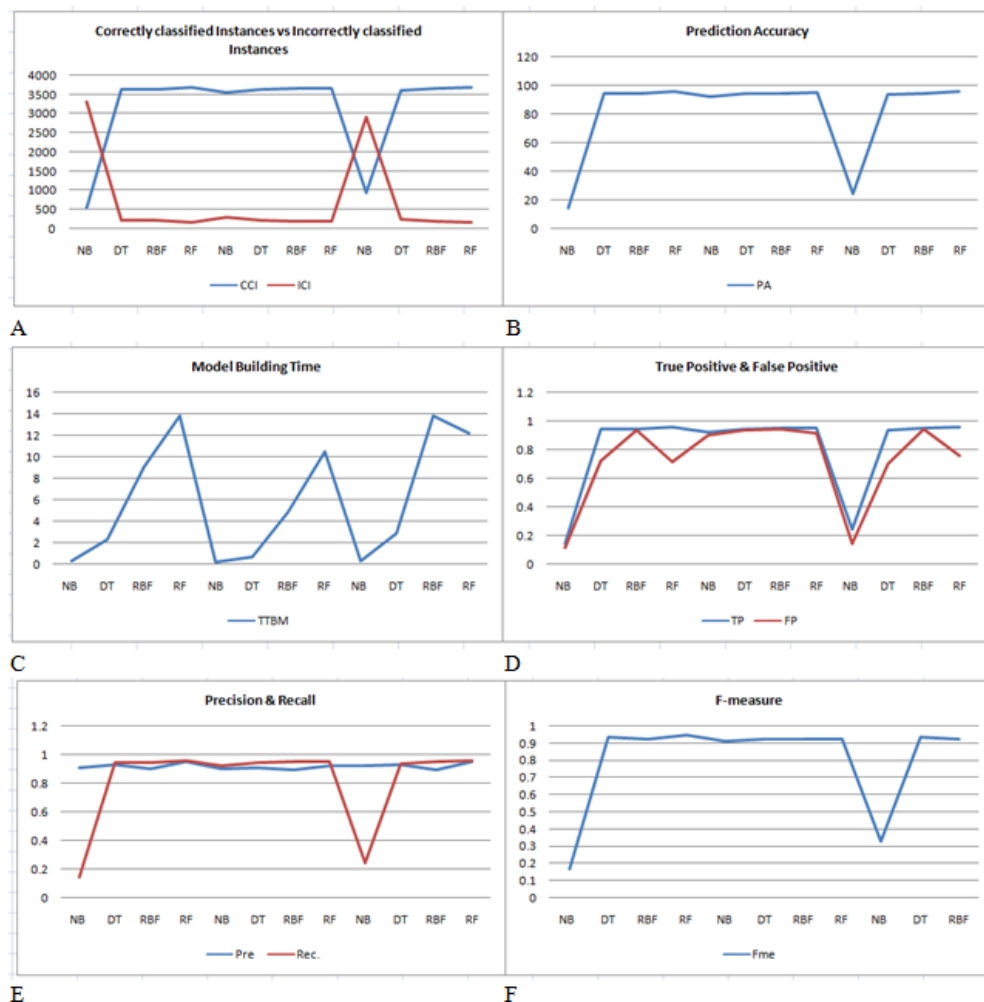 Correctly classified Instances vs Incorrectly classified
Instances
4000
3500
3000
2500
2000
1500
1000
500
0
NB DT RBF RF NB DT RBF RF NB DT RBF RF
CCI ICI
A
Prediction Accuracy
120
100
80
60
40
20
0
NB DT RBF RF NB DT RBF RF NB DT RBF RF
PA
B
Model Building Time
16
14
12
10
8
6
4
2
0
NB DT RBF RF NB DT RBF RF NB DT RBF RF
TTBM
C
True Positive & False Positive
1.2
1
0.8
0.6
0.4
0.2
0
NB DT RBF RF NB DT RBF RF NB DT RBF RF
TP FP
D
Precision & Recall
1.2
1
0.8
0.6
0.4
0.2
0
NB DT RBF RF NB DT RBF RF NB DT RBF RF
Pre Rec.
E
F-measure
1
0.9
0.8
0.7
0.6
0.5
0.4
0.3
0.2
0.1
0
NB DT RBF RF NB DT RBF RF NB DT RBF
Fme
F